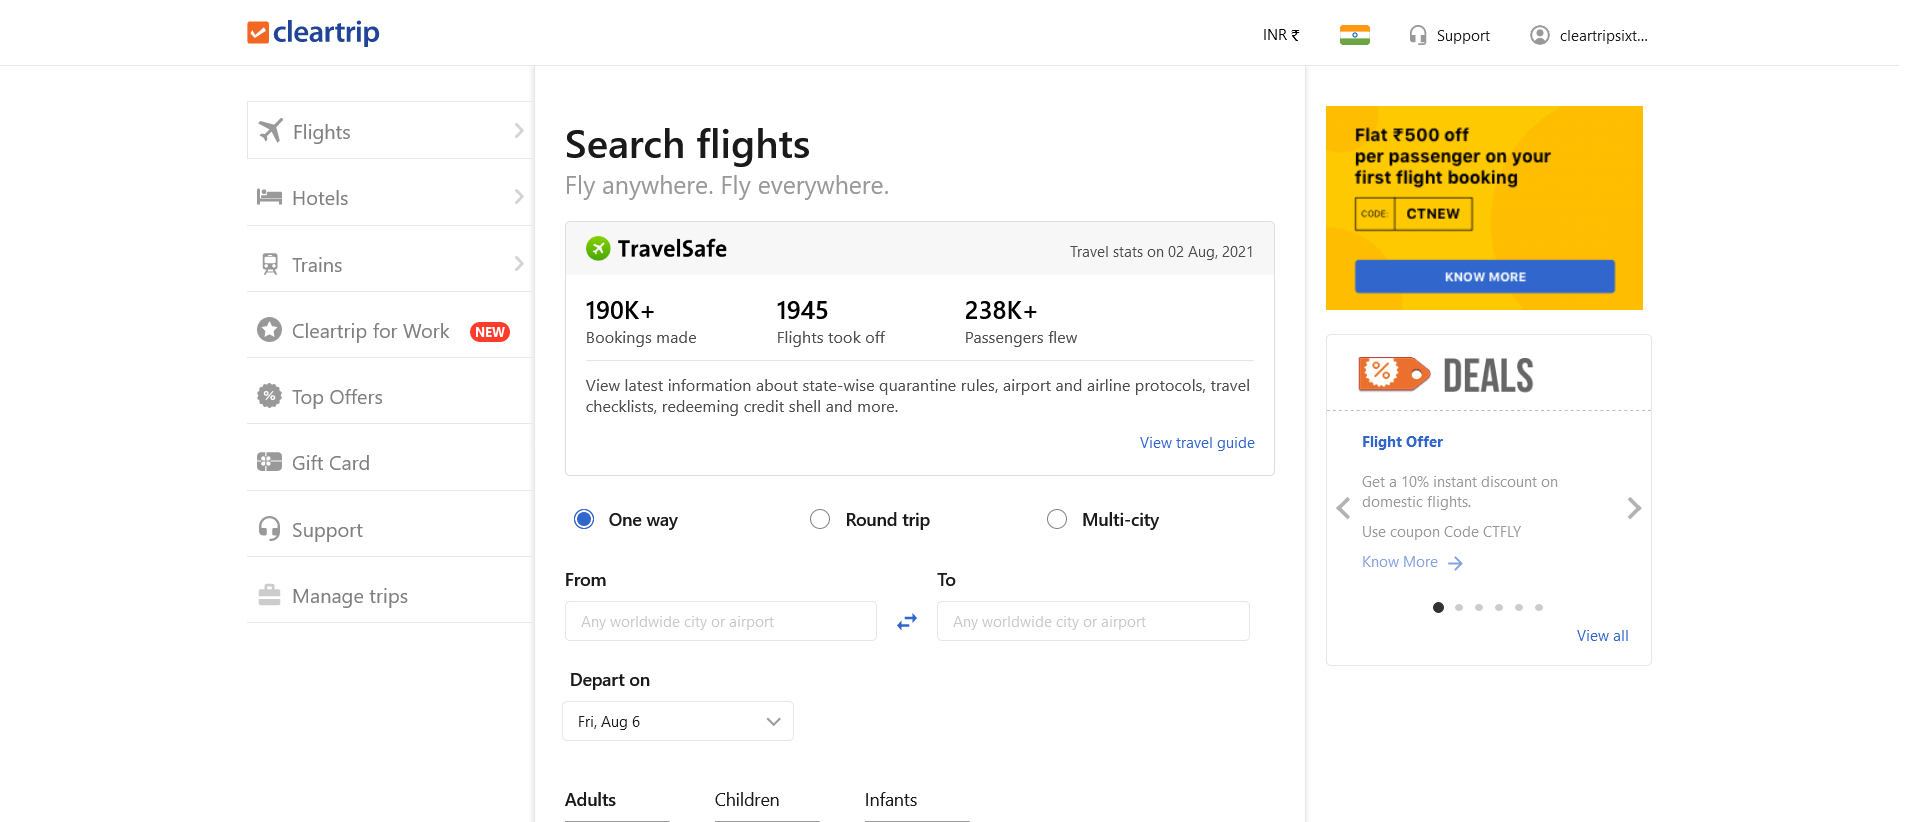 cleartrip
INR ₹
Support
cleartripsixt...
Flights
Hotels
Trains
Cleartrip for Work NEW
Top Offers
Gift Card
Support
Manage trips
Search flights
Fly anywhere. Fly everywhere.
TravelSafe
Travel stats on 02 Aug, 2021
190K+
Bookings made
1945
Flights took off
238K+
Passengers flew
View latest information about state-wise quarantine rules, airport and airline protocols, travel
checklists, redeeming credit shell and more.
View travel guide
One way
Round trip
Multi-city
From
Any worldwide city or airport
To
Any worldwide city or airport
Depart on
Fri, Aug 6
Adults
Children
Infants
Flat ₹500 off
per passenger on your
first flight booking
CODE: CTNEW
KNOW MORE
% DEALS
Flight Offer
Get a 10% instant discount on
domestic flights.
Use coupon Code CTFLY
Know More
View all